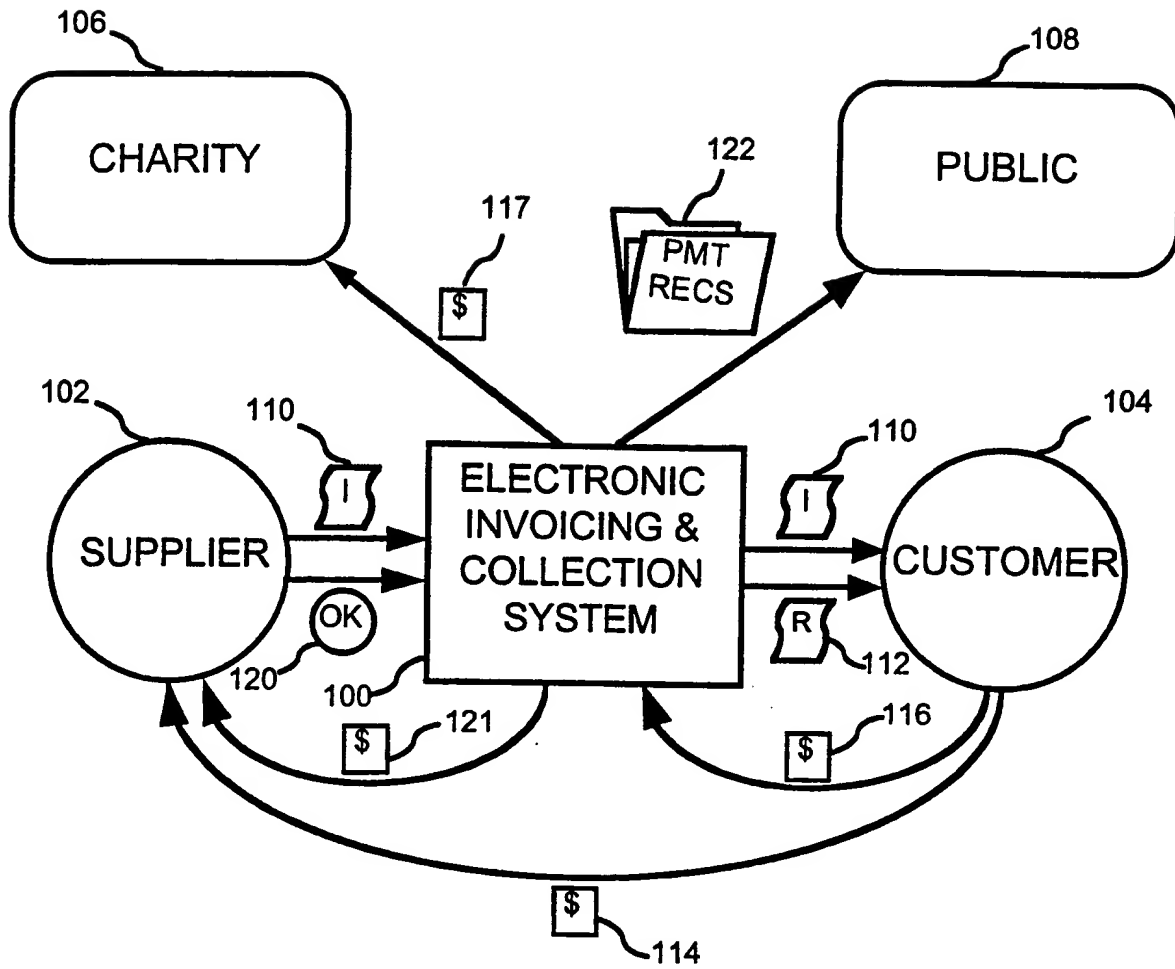 106
108
CHARITY
PUBLIC
122
PMT
RECS
117
$
102
110
110
104
I
I
SUPPLIER
ELECTRONIC
INVOICING &
COLLECTION
SYSTEM
CUSTOMER
OK
R
120
100
112
$
121
$
116
$
114